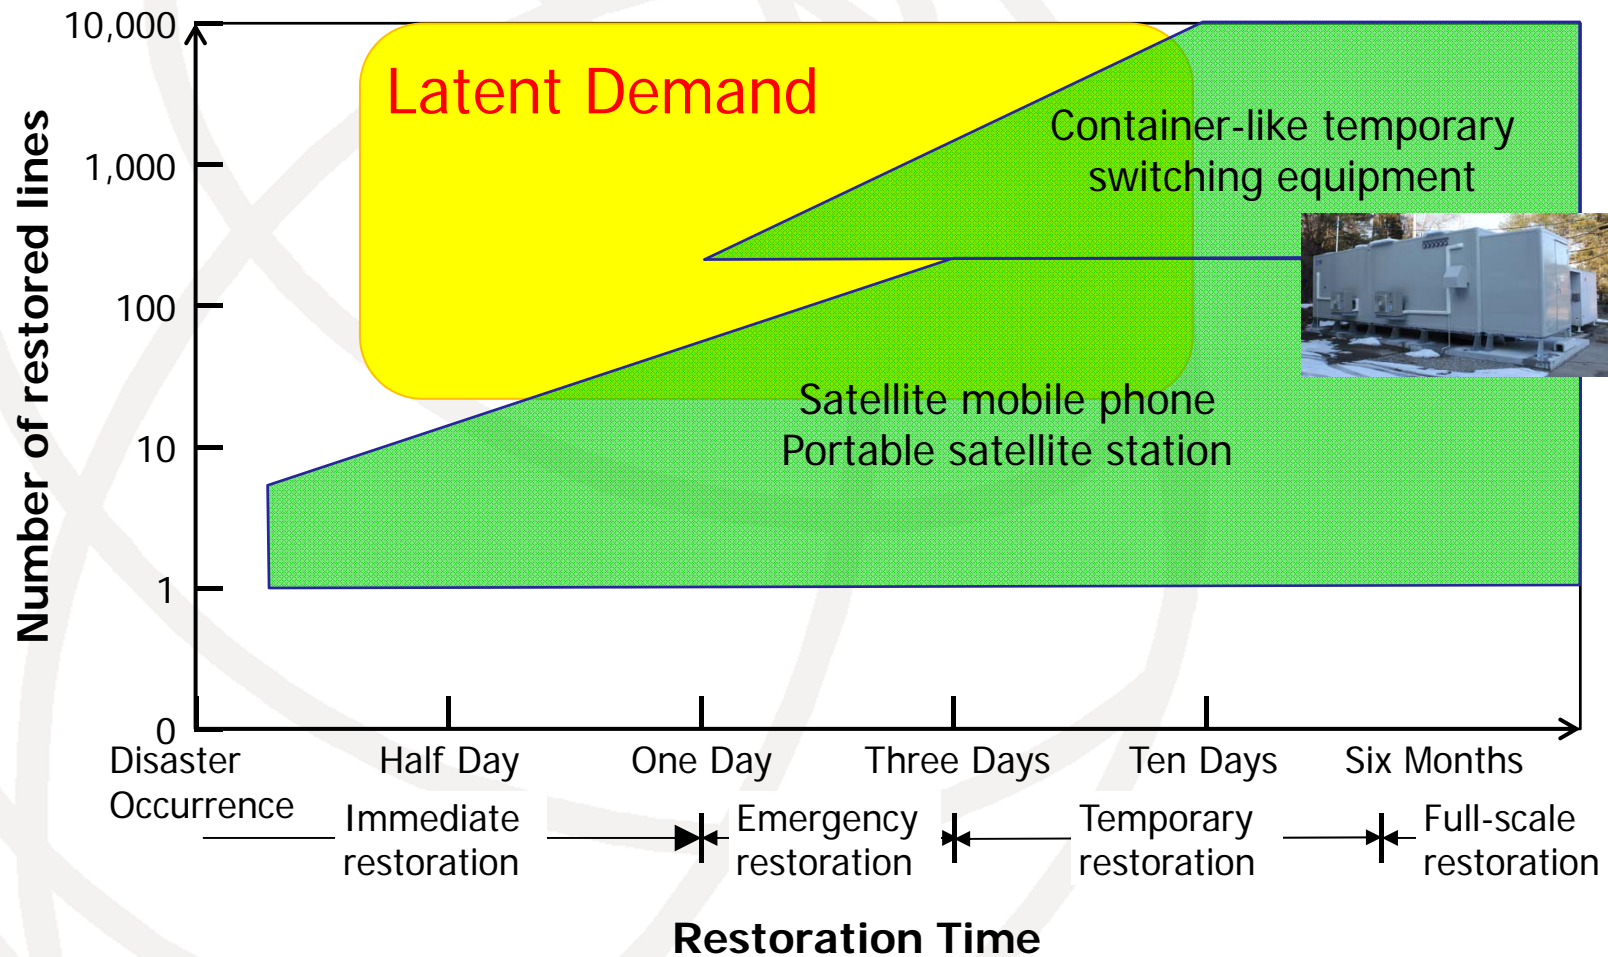 10,000
1,000
100
10
1
0
Number of restored lines
Latent Demand
Container-like temporary
switching equipment
Satellite mobile phone
Portable satellite station
Disaster
Occurrence
Half Day
One Day
Three Days
Ten Days
Six Months
Immediate
restoration
Emergency
restoration
Temporary
restoration
Full-scale
restoration
Restoration Time